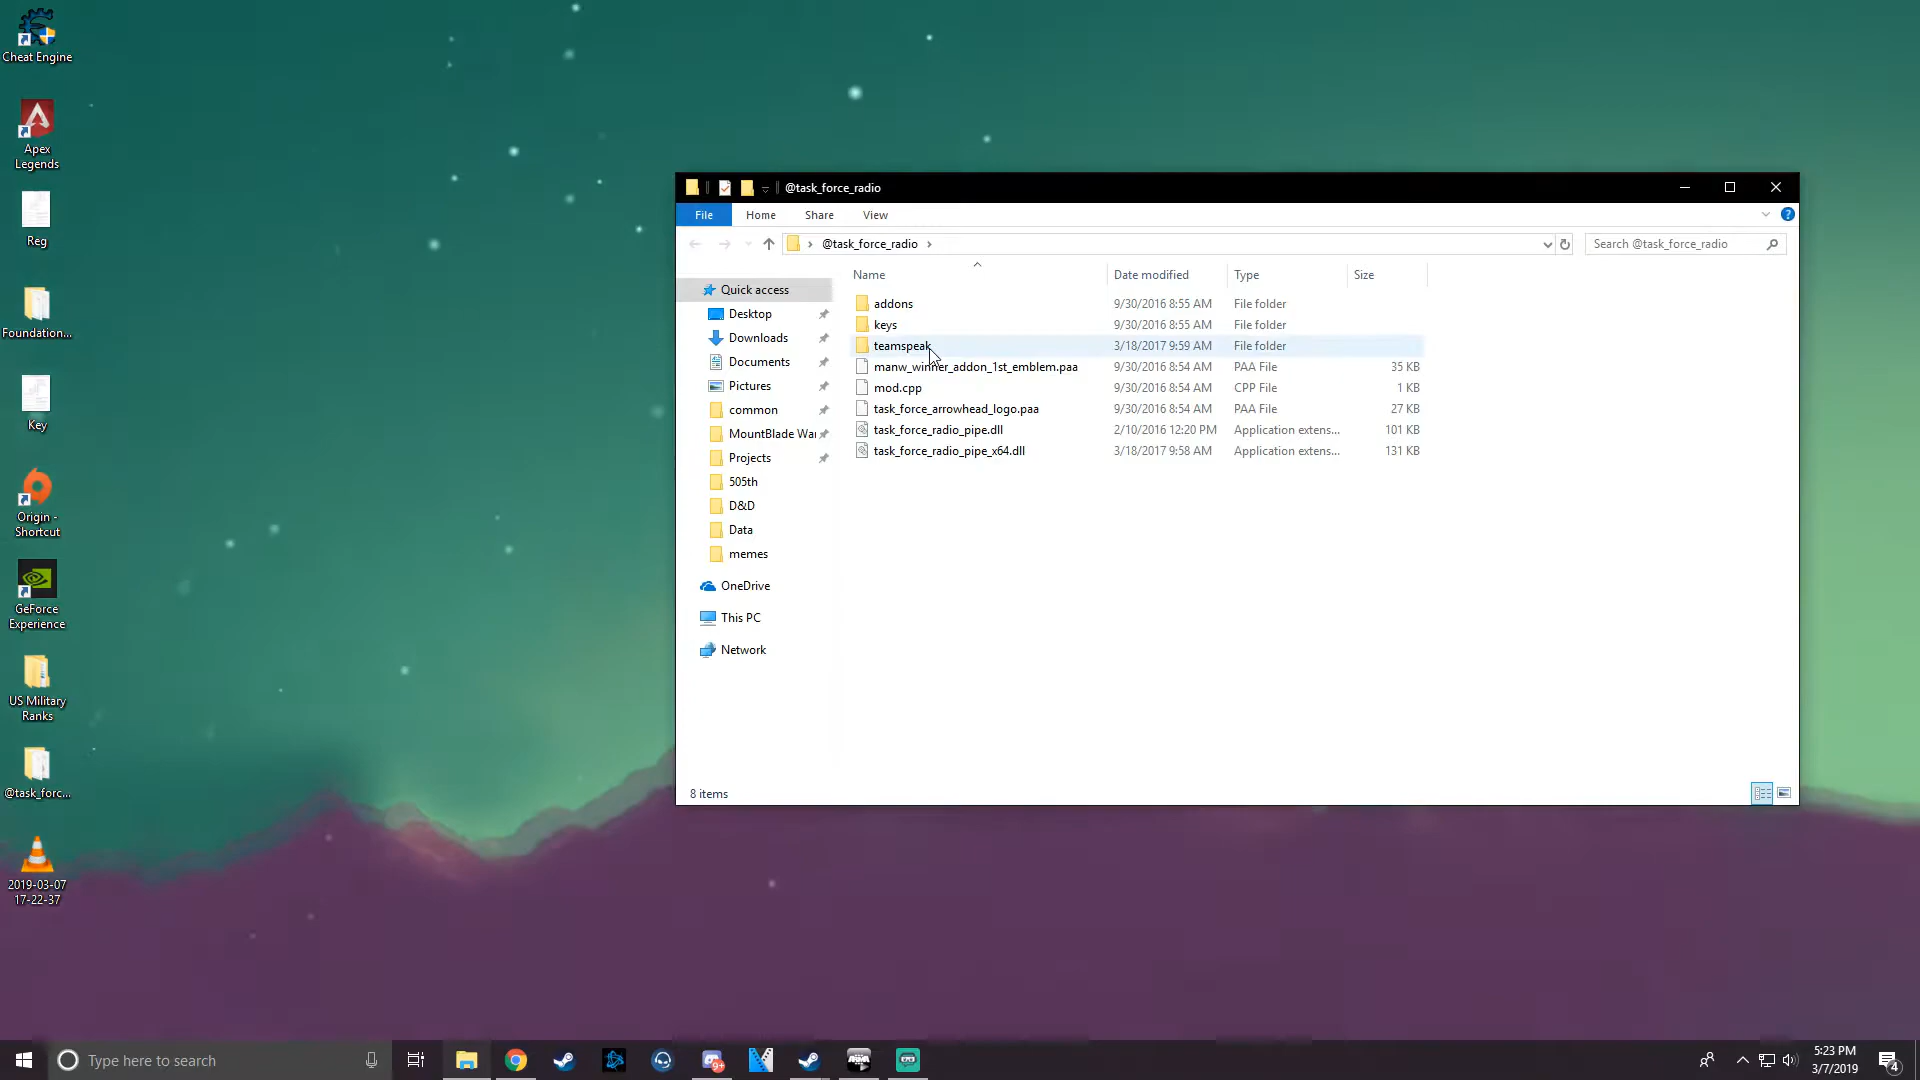 Cheat Engine
Apex
Legends
Reg
Foundation...
Key
Origin -
Shortcut
GeForce
Experience
US Military
Ranks
@task_forc...
2019-03-07
17-22-37
@task_force_radio
File Home Share View
@task_force_radio
Search @task_force_radio
Name Date modified Type Size
Quick access
Desktop
Downloads
Documents
Pictures
common
MountBlade War
Projects
505th
D&D
Data
memes
OneDrive
This PC
Network
addons 9/30/2016 8:55 AM File folder
keys 9/30/2016 8:55 AM File folder
teamspeak 3/18/2017 9:59 AM File folder
manw_winner_addon_1st_emblem.paa 9/30/2016 8:54 AM PAA File 35 KB
mod.cpp 9/30/2016 8:54 AM CPP File 1 KB
task_force_arrowhead_logo.paa 9/30/2016 8:54 AM PAA File 27 KB
task_force_radio_pipe.dll 2/10/2016 12:20 PM Application extens... 101 KB
task_force_radio_pipe_x64.dll 3/18/2017 9:58 AM Application extens... 131 KB
8 items
Type here to search
9+
5:23 PM
3/7/2019
4